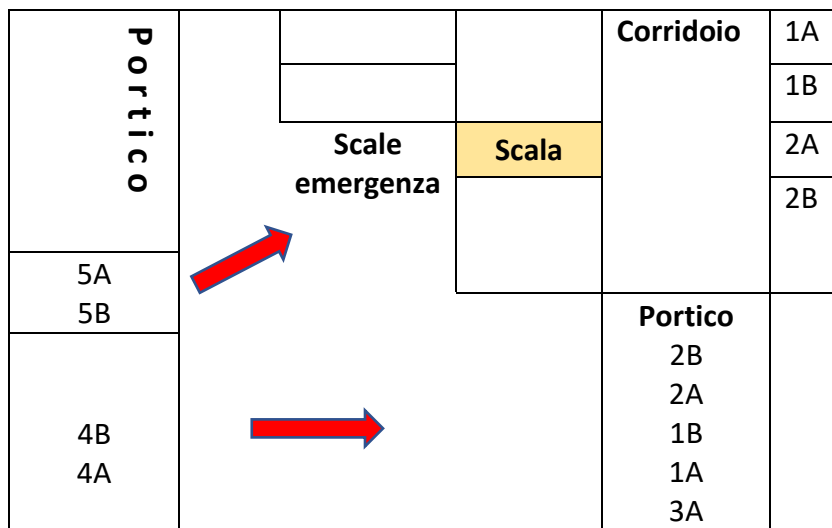 Portico
Corridoio
1A
1B
Scale
emergenza
Scala
2A
2B
5A
5B
Portico
2B
2A
4B
1B
4A
1A
3A